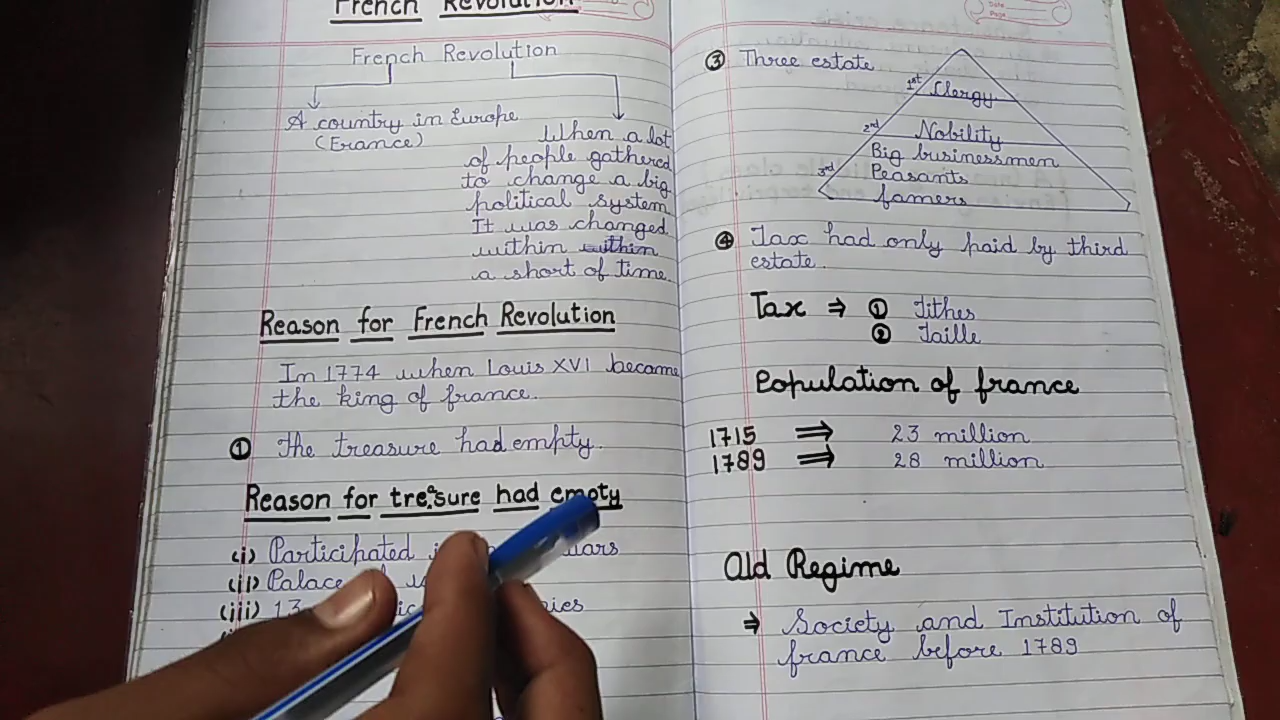 French Revolution
French Revolution
A country in Europe
(France)
When a lot
of people gathered
to change a big
political system
It was changed
within within
a short of time
Reason for French Revolution
In 1774 when Louis XVI became
the king of france.
① The treasure had empty.
Reason for treasure had empty
(i) Participated wars
(ii) Palace
(iii) 13
Date
Page
③ Three estate
1st Clergy
2nd Nobility
Big businessmen
3rd Peasants
famers
④ Tax had only paid by third
estate.
Tax ⇒ ① Tithes
② Taille
Population of france
1715 ⇒ 23 million
1789 ⇒ 28 million
Old Regime
⇒ Society and Institution of
france before 1789